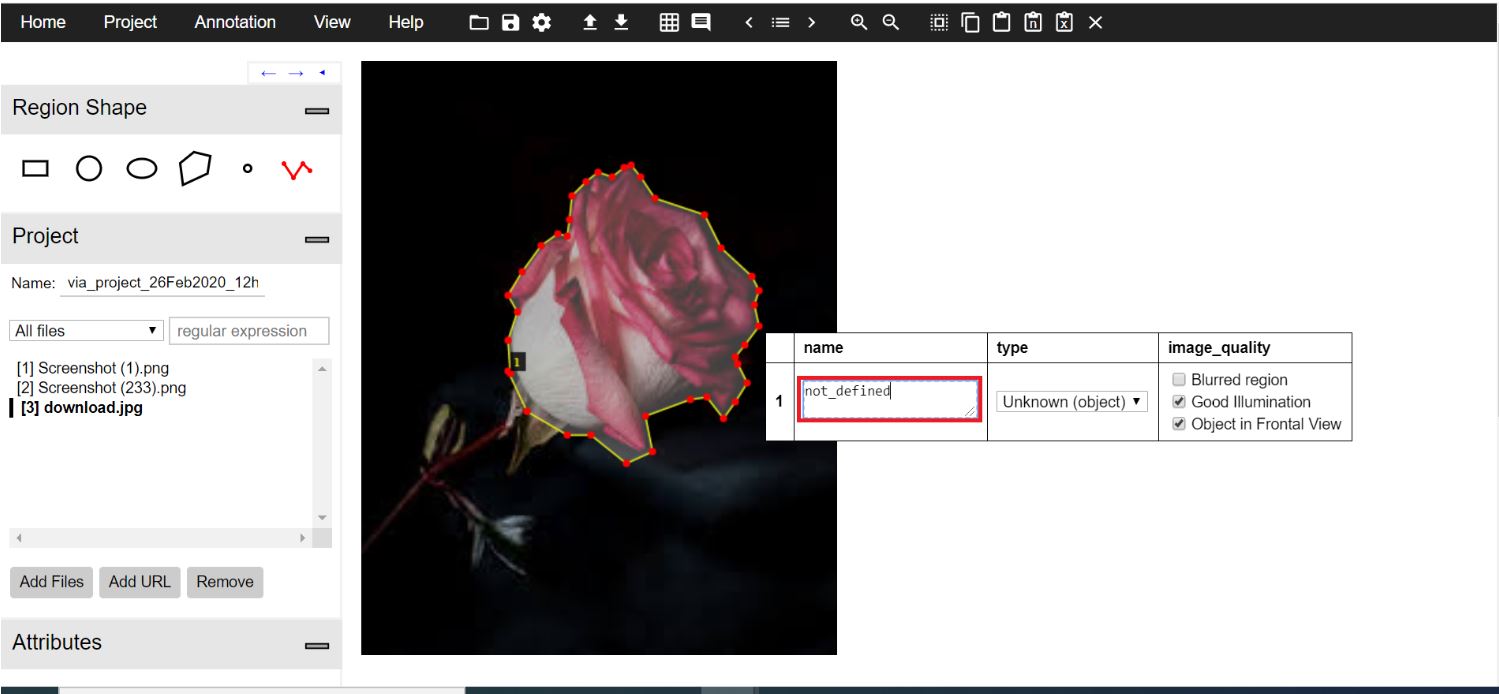 Home Project Annotation View Help
Region Shape
Project
Name: via_project_26Feb2020_12h
All files regular expression
[1] Screenshot (1).png
[2] Screenshot (233).png
[3] download.jpg
Add Files Add URL Remove
Attributes
1
name type image_quality
1 not_defined Unknown (object)
Blurred region
Good Illumination
Object in Frontal View